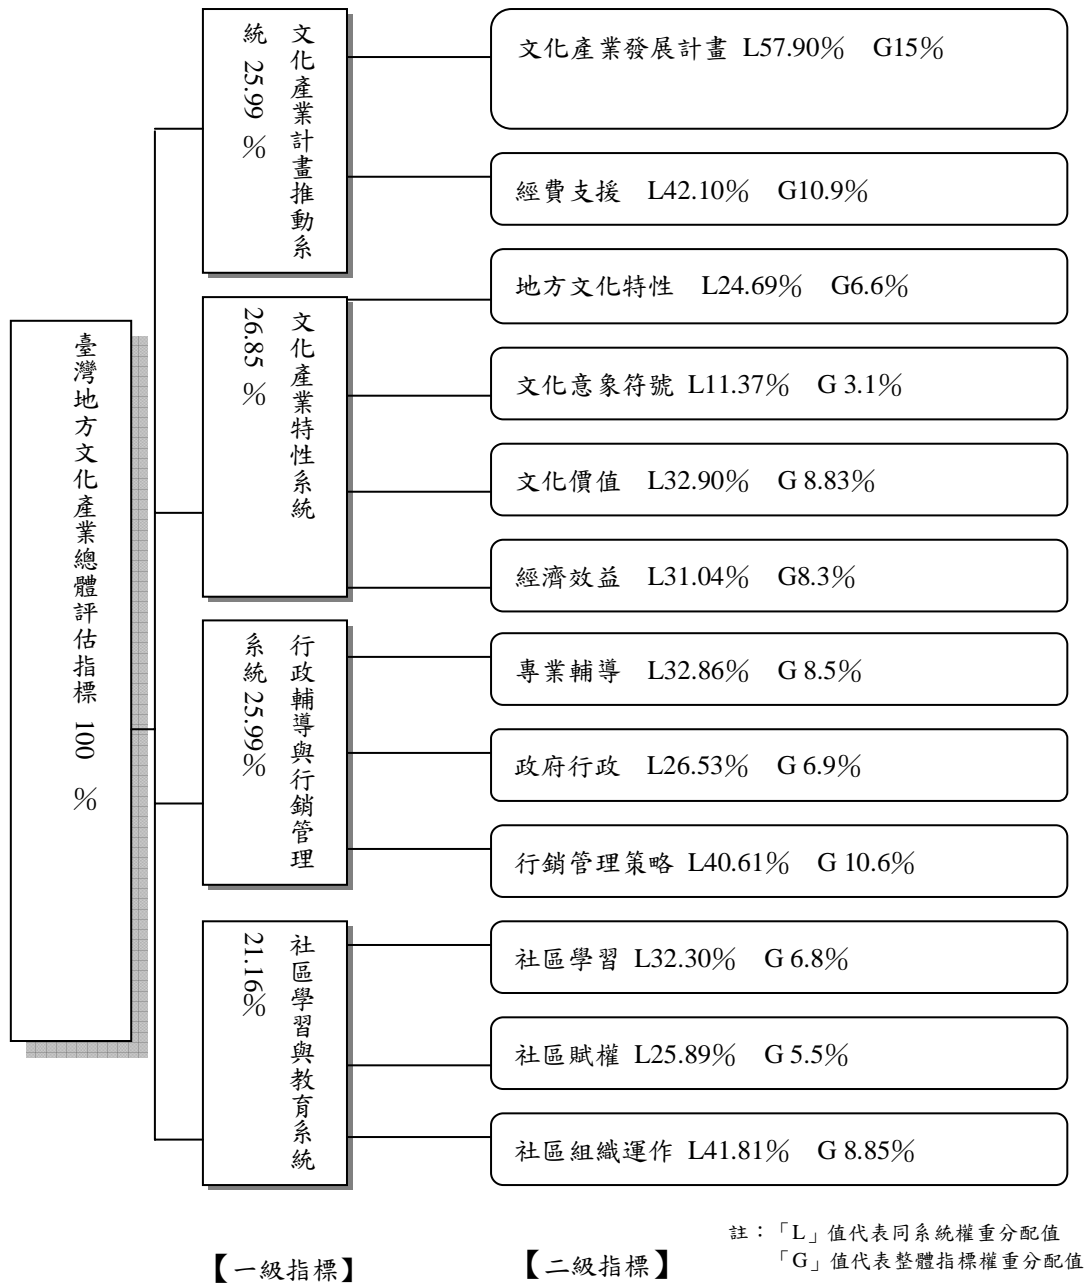 臺灣地方文化產業總體評估指標 100 %
文化產業計畫推動系
統 25.99 %
文化產業發展計畫 L57.90% G15%
經費支援 L42.10% G10.9%
文化產業特性系統
26.85 %
地方文化特性 L24.69% G6.6%
文化意象符號 L11.37% G 3.1%
文化價值 L32.90% G 8.83%
經濟效益 L31.04% G8.3%
行政輔導與行銷管理
系統 25.99%
專業輔導 L32.86% G 8.5%
政府行政 L26.53% G 6.9%
行銷管理策略 L40.61% G 10.6%
社區學習與教育系統
21.16%
社區學習 L32.30% G 6.8%
社區賦權 L25.89% G 5.5%
社區組織運作 L41.81% G 8.85%
【一級指標】
【二級指標】
註：「L」值代表同系統權重分配值
「G」值代表整體指標權重分配值